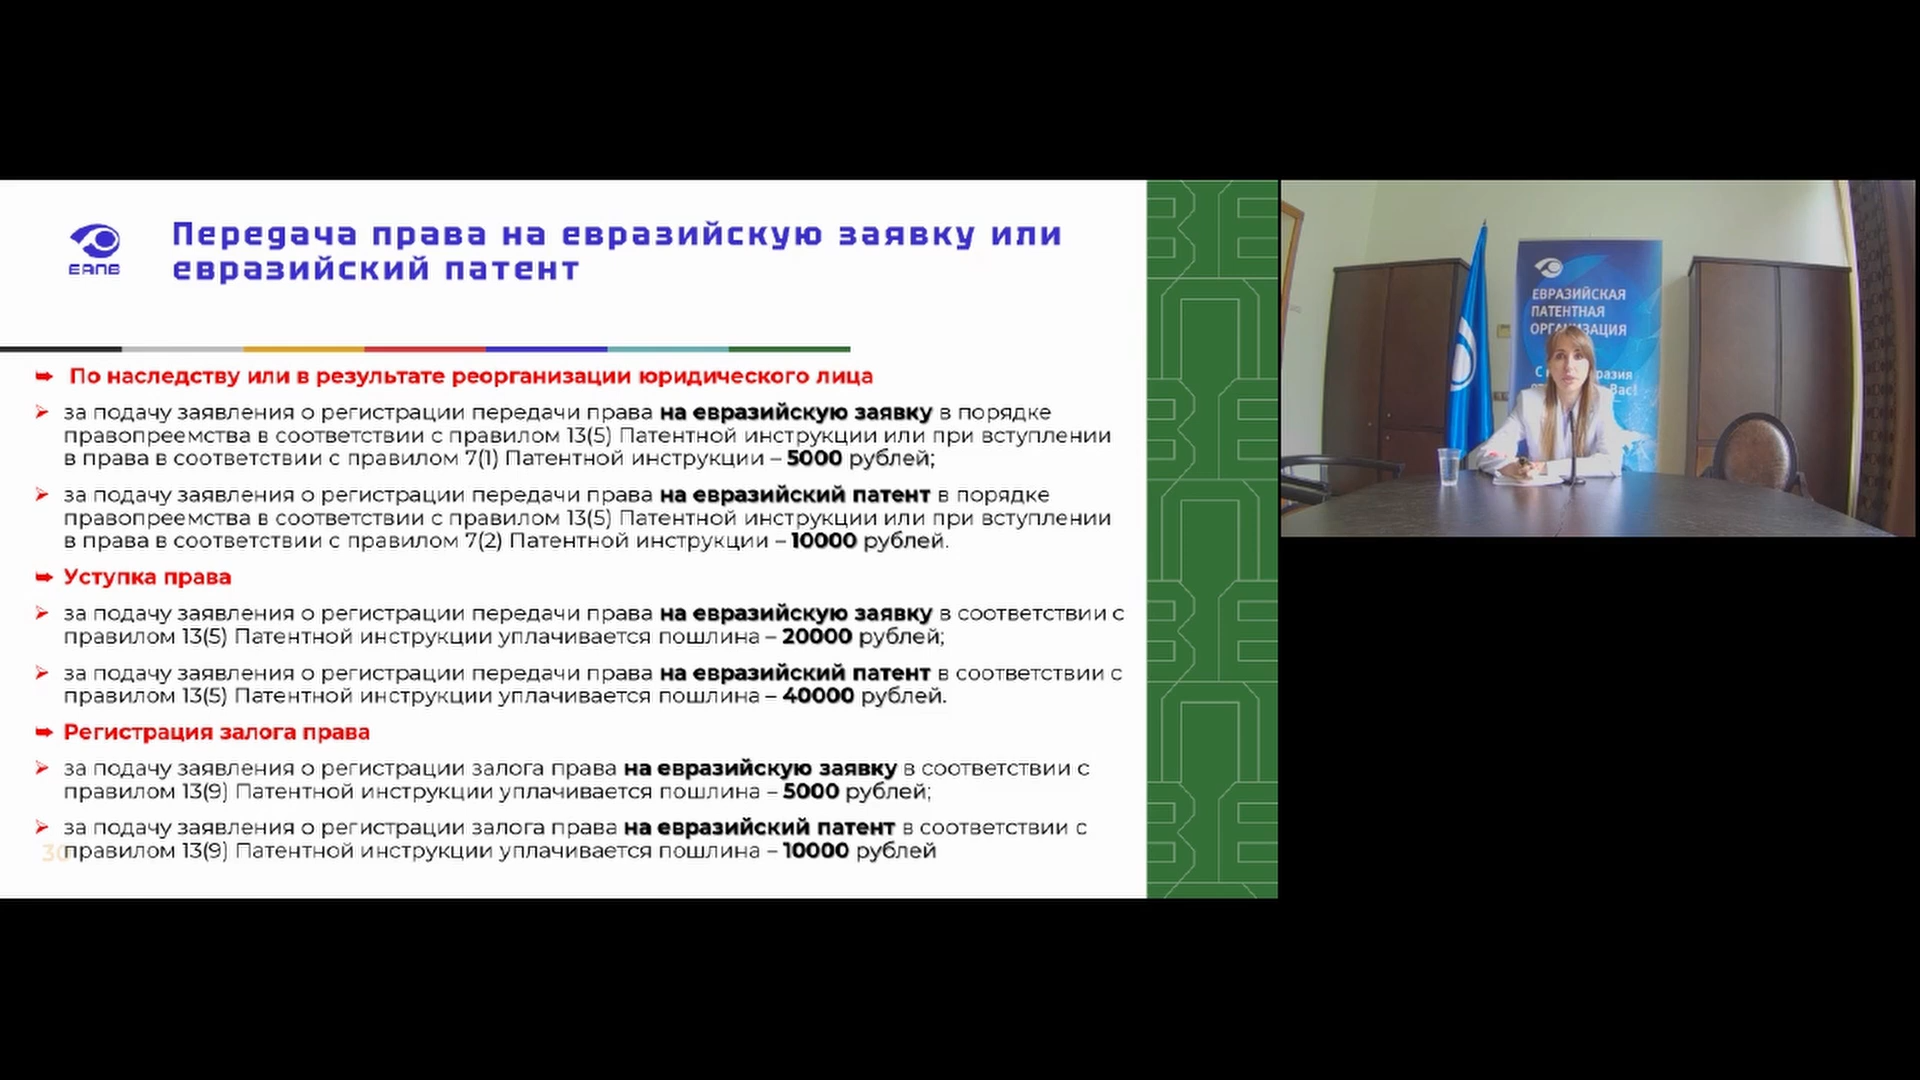 ЕАПВ
Передача права на евразийскую заявку или
евразийский патент
По наследству или в результате реорганизации юридического лица
за подачу заявления о регистрации передачи права на евразийскую заявку в порядке
правопреемства в соответствии с правилом 13(5) Патентной инструкции или при вступлении
в права в соответствии с правилом 7(1) Патентной инструкции – 5000 рублей;
за подачу заявления о регистрации передачи права на евразийский патент в порядке
правопреемства в соответствии с правилом 13(5) Патентной инструкции или при вступлении
в права в соответствии с правилом 7(2) Патентной инструкции – 10000 рублей.
Уступка права
за подачу заявления о регистрации передачи права на евразийскую заявку в соответствии с
правилом 13(5) Патентной инструкции уплачивается пошлина – 20000 рублей;
за подачу заявления о регистрации передачи права на евразийский патент в соответствии с
правилом 13(5) Патентной инструкции уплачивается пошлина – 40000 рублей.
Регистрация залога права
за подачу заявления о регистрации залога права на евразийскую заявку в соответствии с
правилом 13(9) Патентной инструкции уплачивается пошлина – 5000 рублей;
за подачу заявления о регистрации залога права на евразийский патент в соответствии с
правилом 13(9) Патентной инструкции уплачивается пошлина – 10000 рублей
30
ЕВРАЗИЙСКАЯ
ПАТЕНТНАЯ
ОРГАНИЗАЦИЯ
С
Вас!